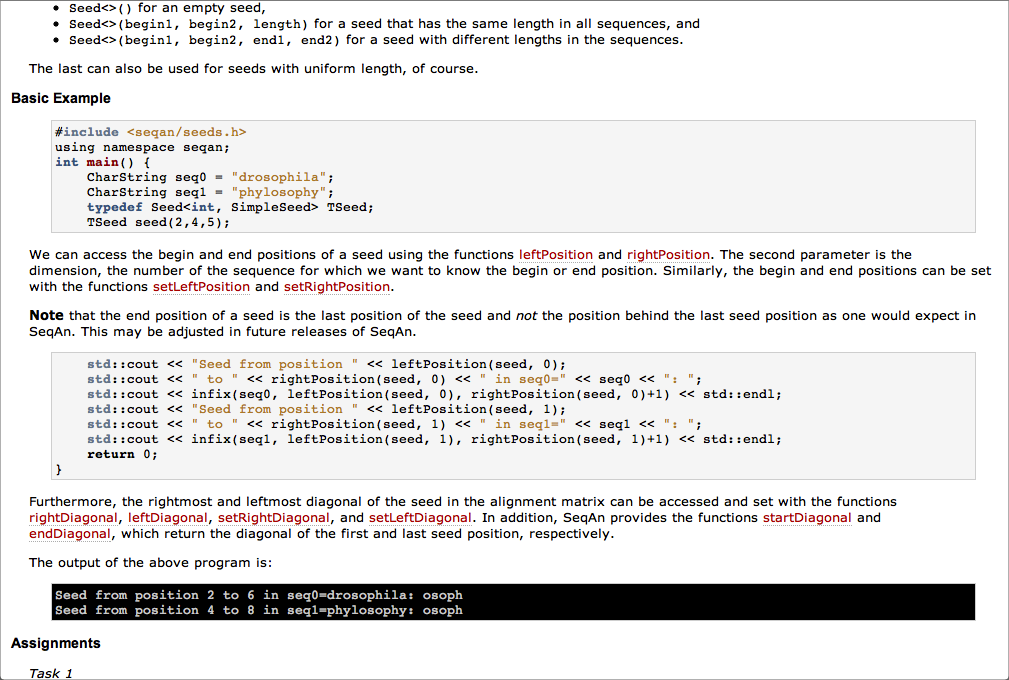 • Seed<>() for an empty seed,
• Seed<>(begin1, begin2, length) for a seed that has the same length in all sequences, and
• Seed<>(begin1, begin2, end1, end2) for a seed with different lengths in the sequences.
The last can also be used for seeds with uniform length, of course.
Basic Example
#include <seqan/seeds.h>
using namespace seqan;
int main() {
    CharString seq0 = "drosophila";
    CharString seq1 = "phylosophy";
    typedef Seed<int, SimpleSeed> TSeed;
    TSeed seed(2,4,5);
We can access the begin and end positions of a seed using the functions leftPosition and rightPosition. The second parameter is the
dimension, the number of the sequence for which we want to know the begin or end position. Similarly, the begin and end positions can be set
with the functions setLeftPosition and setRightPosition.
Note that the end position of a seed is the last position of the seed and not the position behind the last seed position as one would expect in
SeqAn. This may be adjusted in future releases of SeqAn.
    std::cout << "Seed from position " << leftPosition(seed, 0);
    std::cout << " to " << rightPosition(seed, 0) << " in seq0=" << seq0 << ": ";
    std::cout << infix(seq0, leftPosition(seed, 0), rightPosition(seed, 0)+1) << std::endl;
    std::cout << "Seed from position " << leftPosition(seed, 1);
    std::cout << " to " << rightPosition(seed, 1) << " in seq1=" << seq1 << ": ";
    std::cout << infix(seq1, leftPosition(seed, 1), rightPosition(seed, 1)+1) << std::endl;
    return 0;
}
Furthermore, the rightmost and leftmost diagonal of the seed in the alignment matrix can be accessed and set with the functions
rightDiagonal, leftDiagonal, setRightDiagonal, and setLeftDiagonal. In addition, SeqAn provides the functions startDiagonal and
endDiagonal, which return the diagonal of the first and last seed position, respectively.
The output of the above program is:
Seed from position 2 to 6 in seq0=drosophila: osoph
Seed from position 4 to 8 in seq1=phylosophy: osoph
Assignments
Task 1